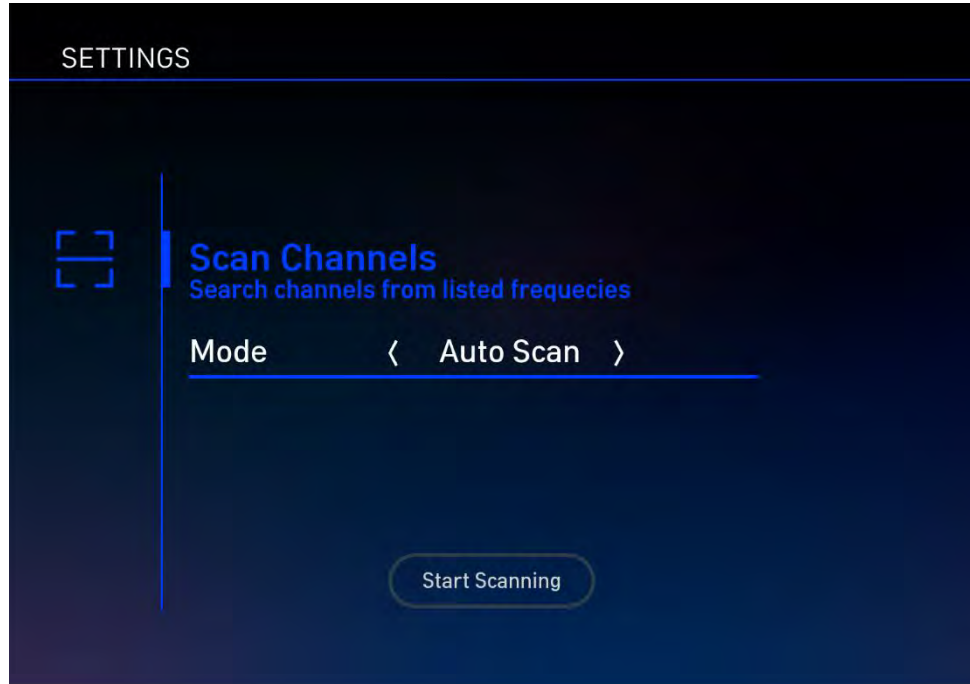 SETTINGS
Scan Channels
Search channels from listed frequecies
Mode 〈 Auto Scan 〉
Start Scanning